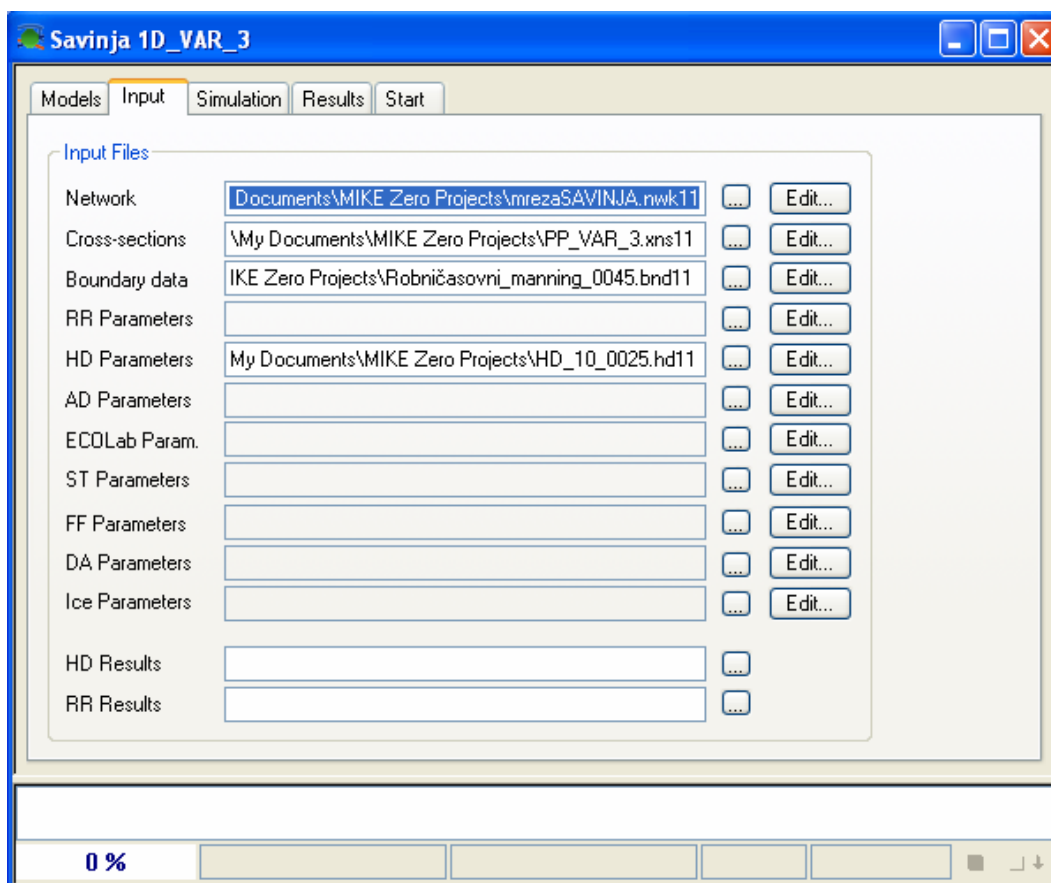 Savinja 1D_VAR_3
Models Input Simulation Results Start
Input Files
Network Documents\MIKE Zero Projects\mrezaSAVINJA.nwk11 ... Edit...
Cross-sections \My Documents\MIKE Zero Projects\PP_VAR_3.xns11 ... Edit...
Boundary data IKE Zero Projects\Robničasovni_manning_0045.bnd11 ... Edit...
RR Parameters ... Edit...
HD Parameters My Documents\MIKE Zero Projects\HD_10_0025.hd11 ... Edit...
AD Parameters ... Edit...
ECOLab Param. ... Edit...
ST Parameters ... Edit...
FF Parameters ... Edit...
DA Parameters ... Edit...
Ice Parameters ... Edit...
HD Results ...
RR Results ...
0 %